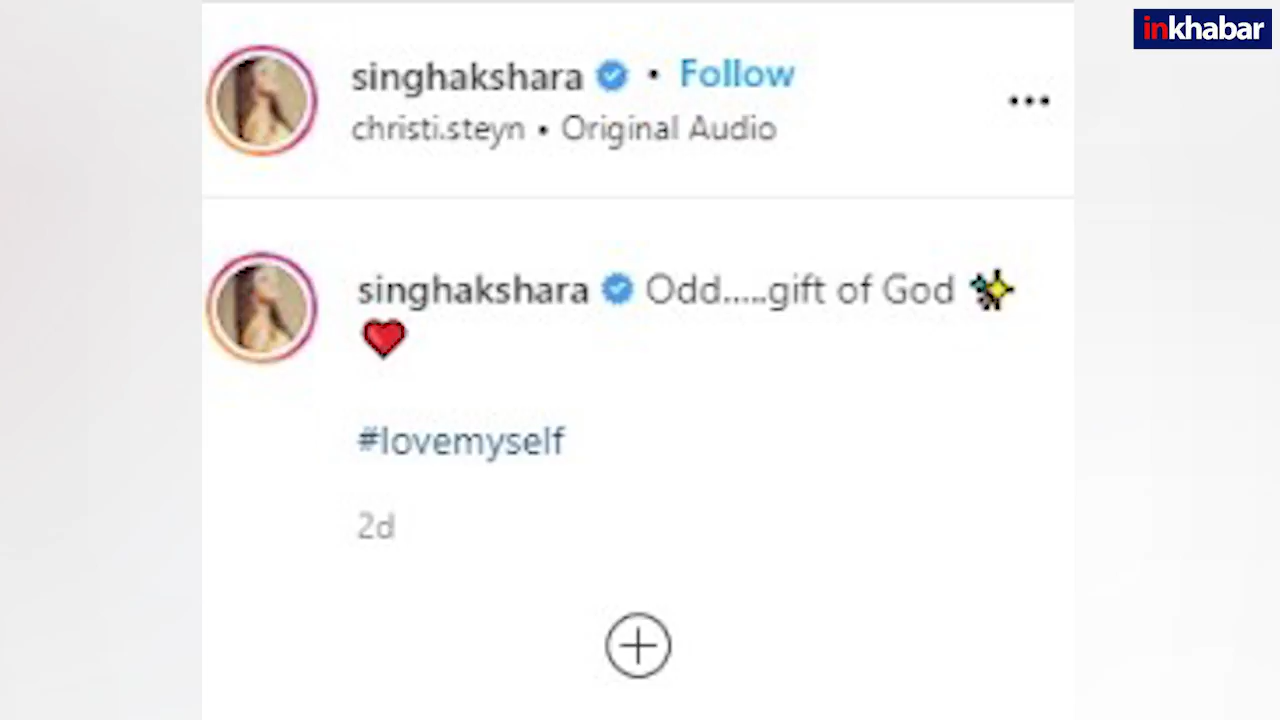 inkhabar
singhakshara • Follow
christi.steyn • Original Audio
singhakshara Odd.....gift of God ✨
❤️
#lovemyself
2d